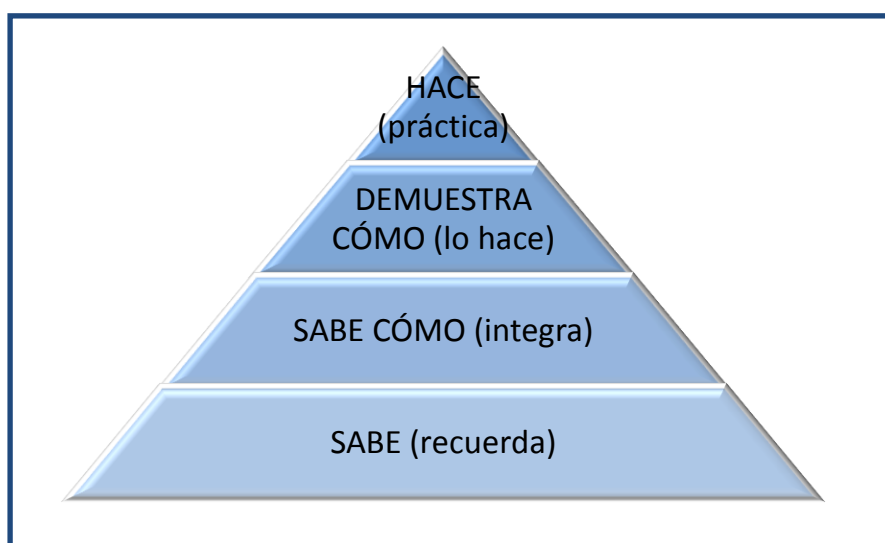 HACE
(práctica)
DEMUESTRA
CÓMO (lo hace)
SABE CÓMO (integra)
SABE (recuerda)